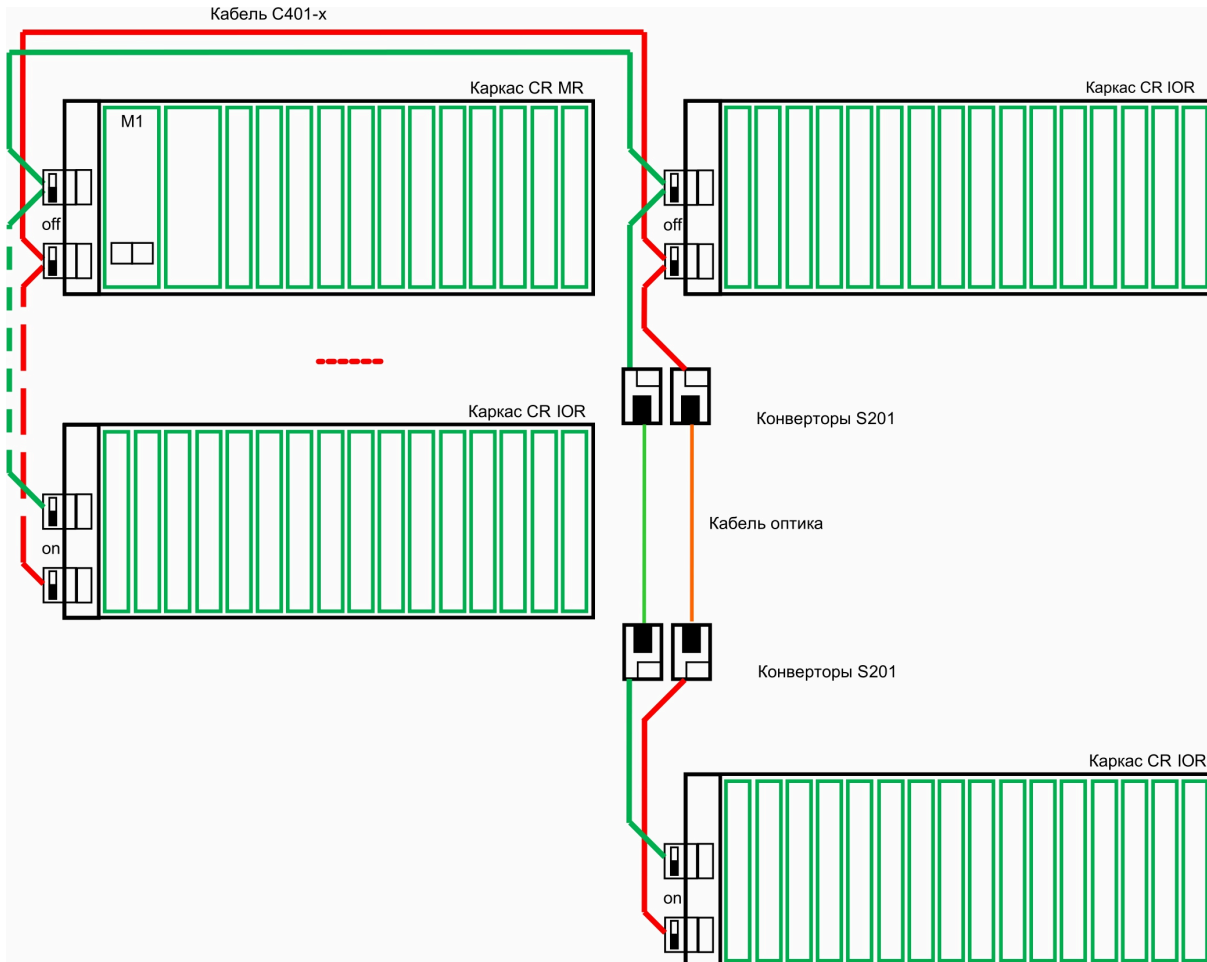 Кабель C401-x
Каркас CR MR
Каркас CR IOR
M1
off
off
Каркас CR IOR
Конверторы S201
Кабель оптика
on
Конверторы S201
Каркас CR IOR
on